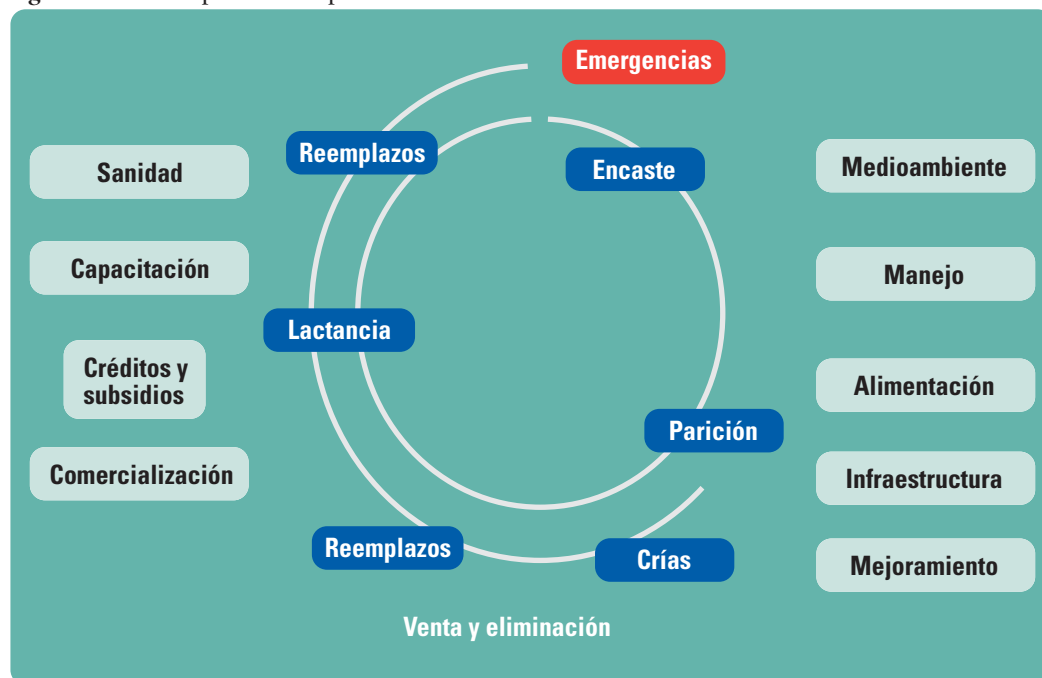 Emergencias
Reemplazos
Encaste
Sanidad
Medioambiente
Capacitación
Manejo
Lactancia
Créditos y
subsidios
Alimentación
Parición
Comercialización
Infraestructura
Reemplazos
Crías
Mejoramiento
Venta y eliminación